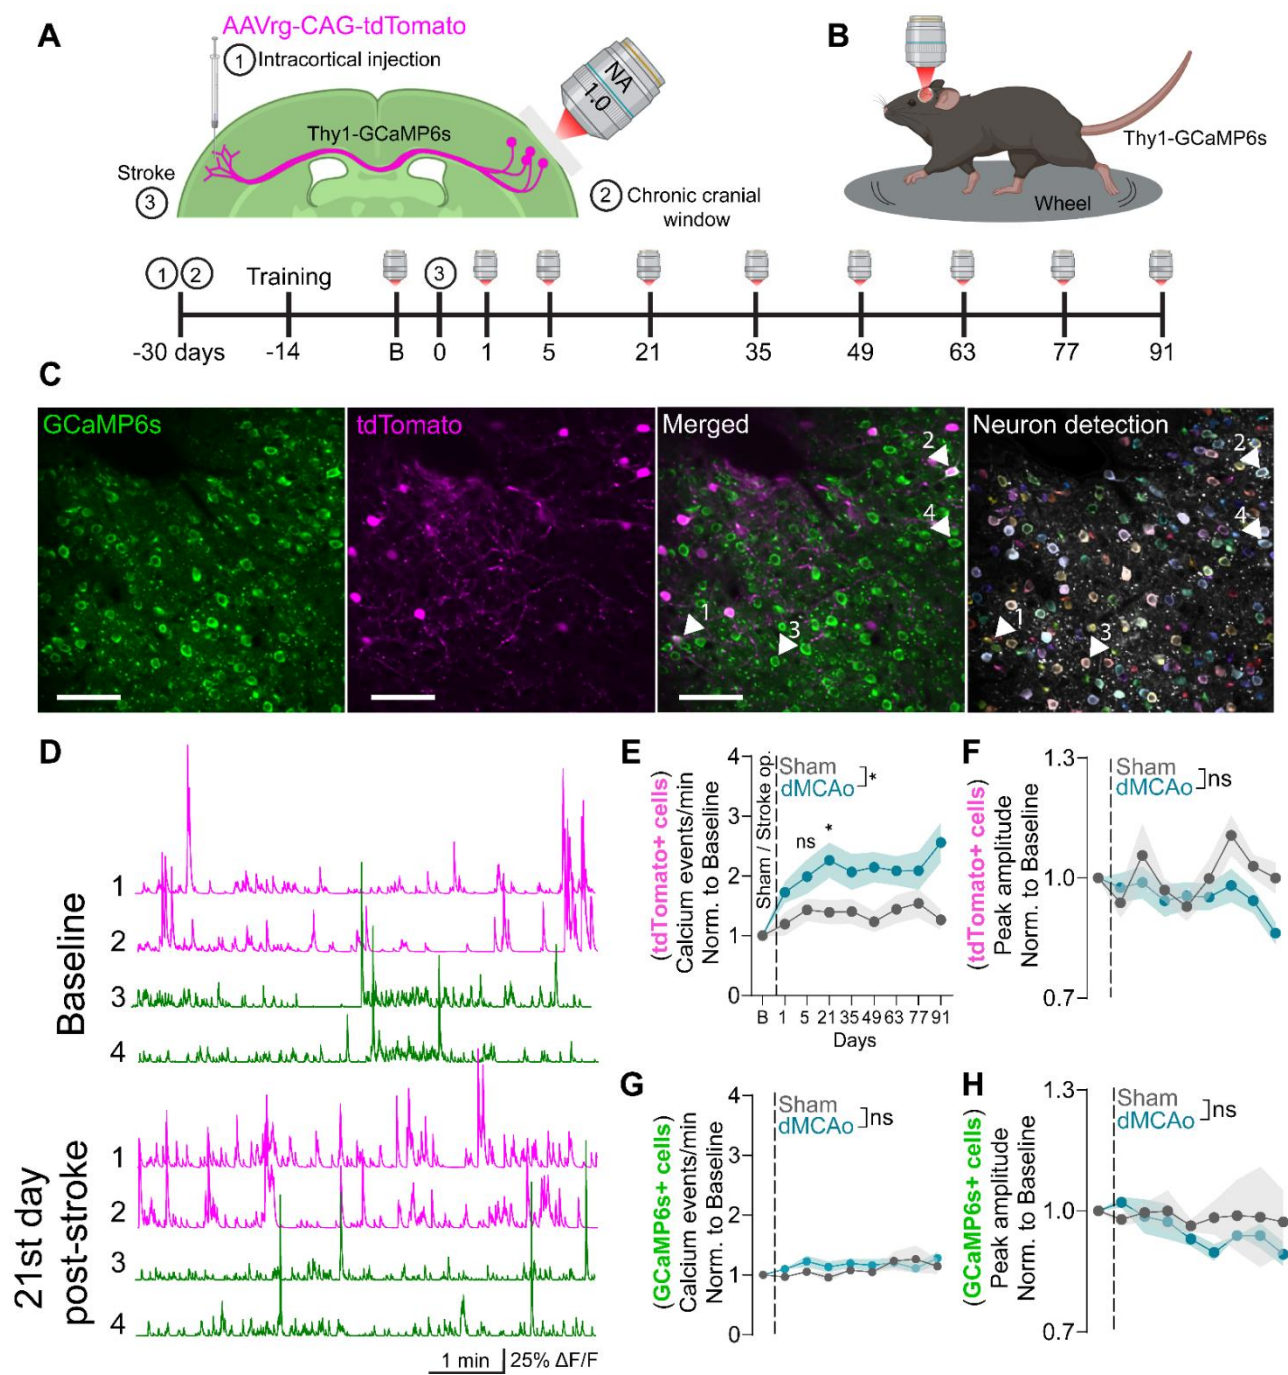 A
AAVrg-CAG-tdTomato
1 Intracortical injection
NA
1.0
Thy1-GCaMP6s
Stroke
3
2 Chronic cranial
window
B
Thy1-GCaMP6s
Wheel
1 2 Training 3
-30 days -14 B 0 1 5 21 35 49 63 77 91
C
GCaMP6s tdTomato Merged Neuron detection
2 2
4 4
1 3 1 3
D
Baseline
1
2
3
4
21st day
post-stroke
1
2
3
4
1 min 25% ΔF/F
E
(tdTomato+ cells)
Calcium events/min
Norm. to Baseline
4
3
2
1
0
Sham / Stroke op.
Sham
dMCAo
*
ns *
B 1 5 21 35 49 63 77 91
Days
F
(tdTomato+ cells)
Peak amplitude
Norm. to Baseline
1.3
1.0
0.7
Sham
dMCAo
ns
G
(GCaMP6s+ cells)
Calcium events/min
Norm. to Baseline
4
3
2
1
0
Sham
dMCAo
ns
H
(GCaMP6s+ cells)
Peak amplitude
Norm. to Baseline
1.3
1.0
0.7
Sham
dMCAo
ns